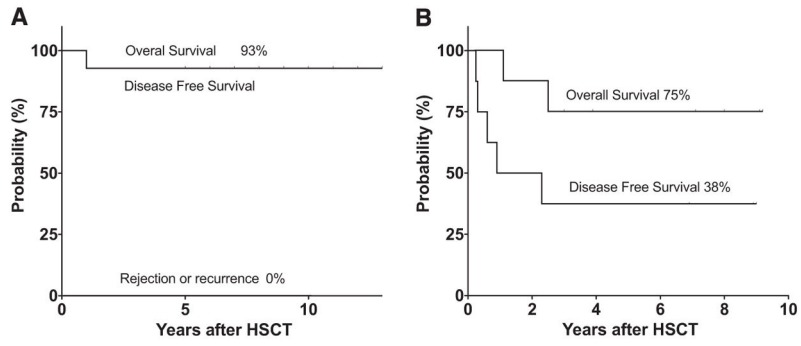 A
100
75
50
25
0
0 5 10
Probability (%)
Years after HSCT
Overal Survival 93%
Disease Free Survival
Rejection or recurrence 0%
B
100
75
50
25
0
0 2 4 6 8 10
Probability (%)
Years after HSCT
Overall Survival 75%
Disease Free Survival 38%